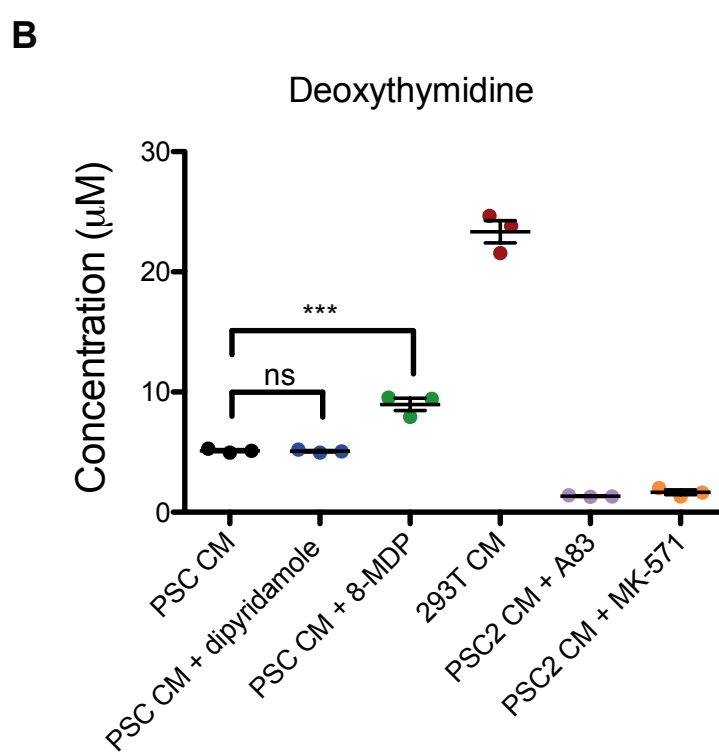 B
Deoxythymidine
Concentration (μM)
30
20
10
0
***
ns
PSC CM
PSC CM + dipyridamole
PSC CM + 8-MDP
293T CM
PSC2 CM + A83
PSC2 CM + MK-571